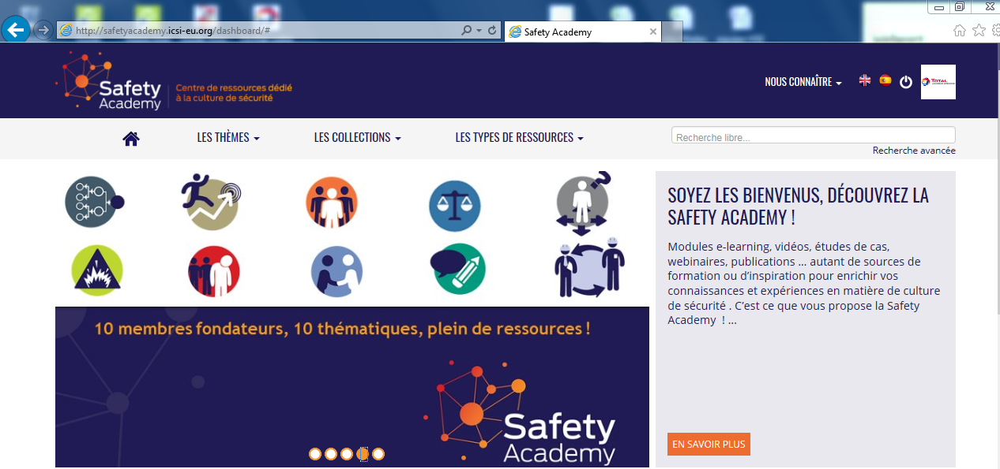 http://safetyacademy.icsi-eu.org/dashboard/#
Safety Academy
Safety
Academy
Centre de ressources dédié
à la culture de sécurité
NOUS CONNAÎTRE
TOTAL
LES THÈMES
LES COLLECTIONS
LES TYPES DE RESSOURCES
Recherche libre...
Recherche avancée
SOYEZ LES BIENVENUS, DÉCOUVREZ LA
SAFETY ACADEMY !
Modules e-learning, vidéos, études de cas,
webinaires, publications ... autant de sources de
formation ou d’inspiration pour enrichir vos
connaissances et expériences en matière de culture
de sécurité . C’est ce que vous propose la Safety
Academy  ! ...
EN SAVOIR PLUS
10 membres fondateurs, 10 thématiques, plein de ressources !
Safety
Academy